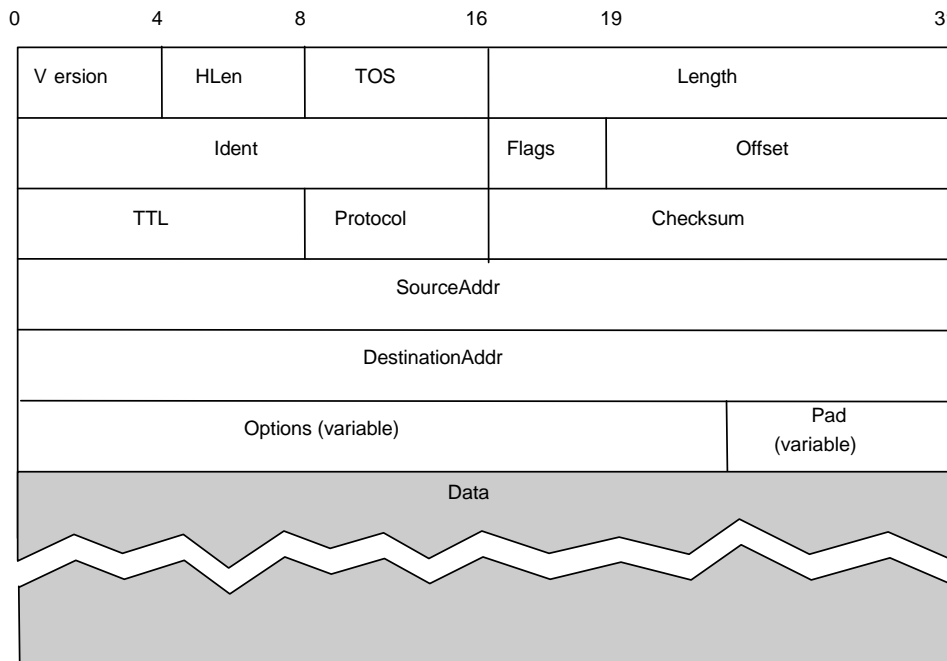 0 4 8 16 19 3
V ersion HLen TOS Length
Ident Flags Offset
TTL Protocol Checksum
SourceAddr
DestinationAddr
Options (variable) Pad
(variable)
Data